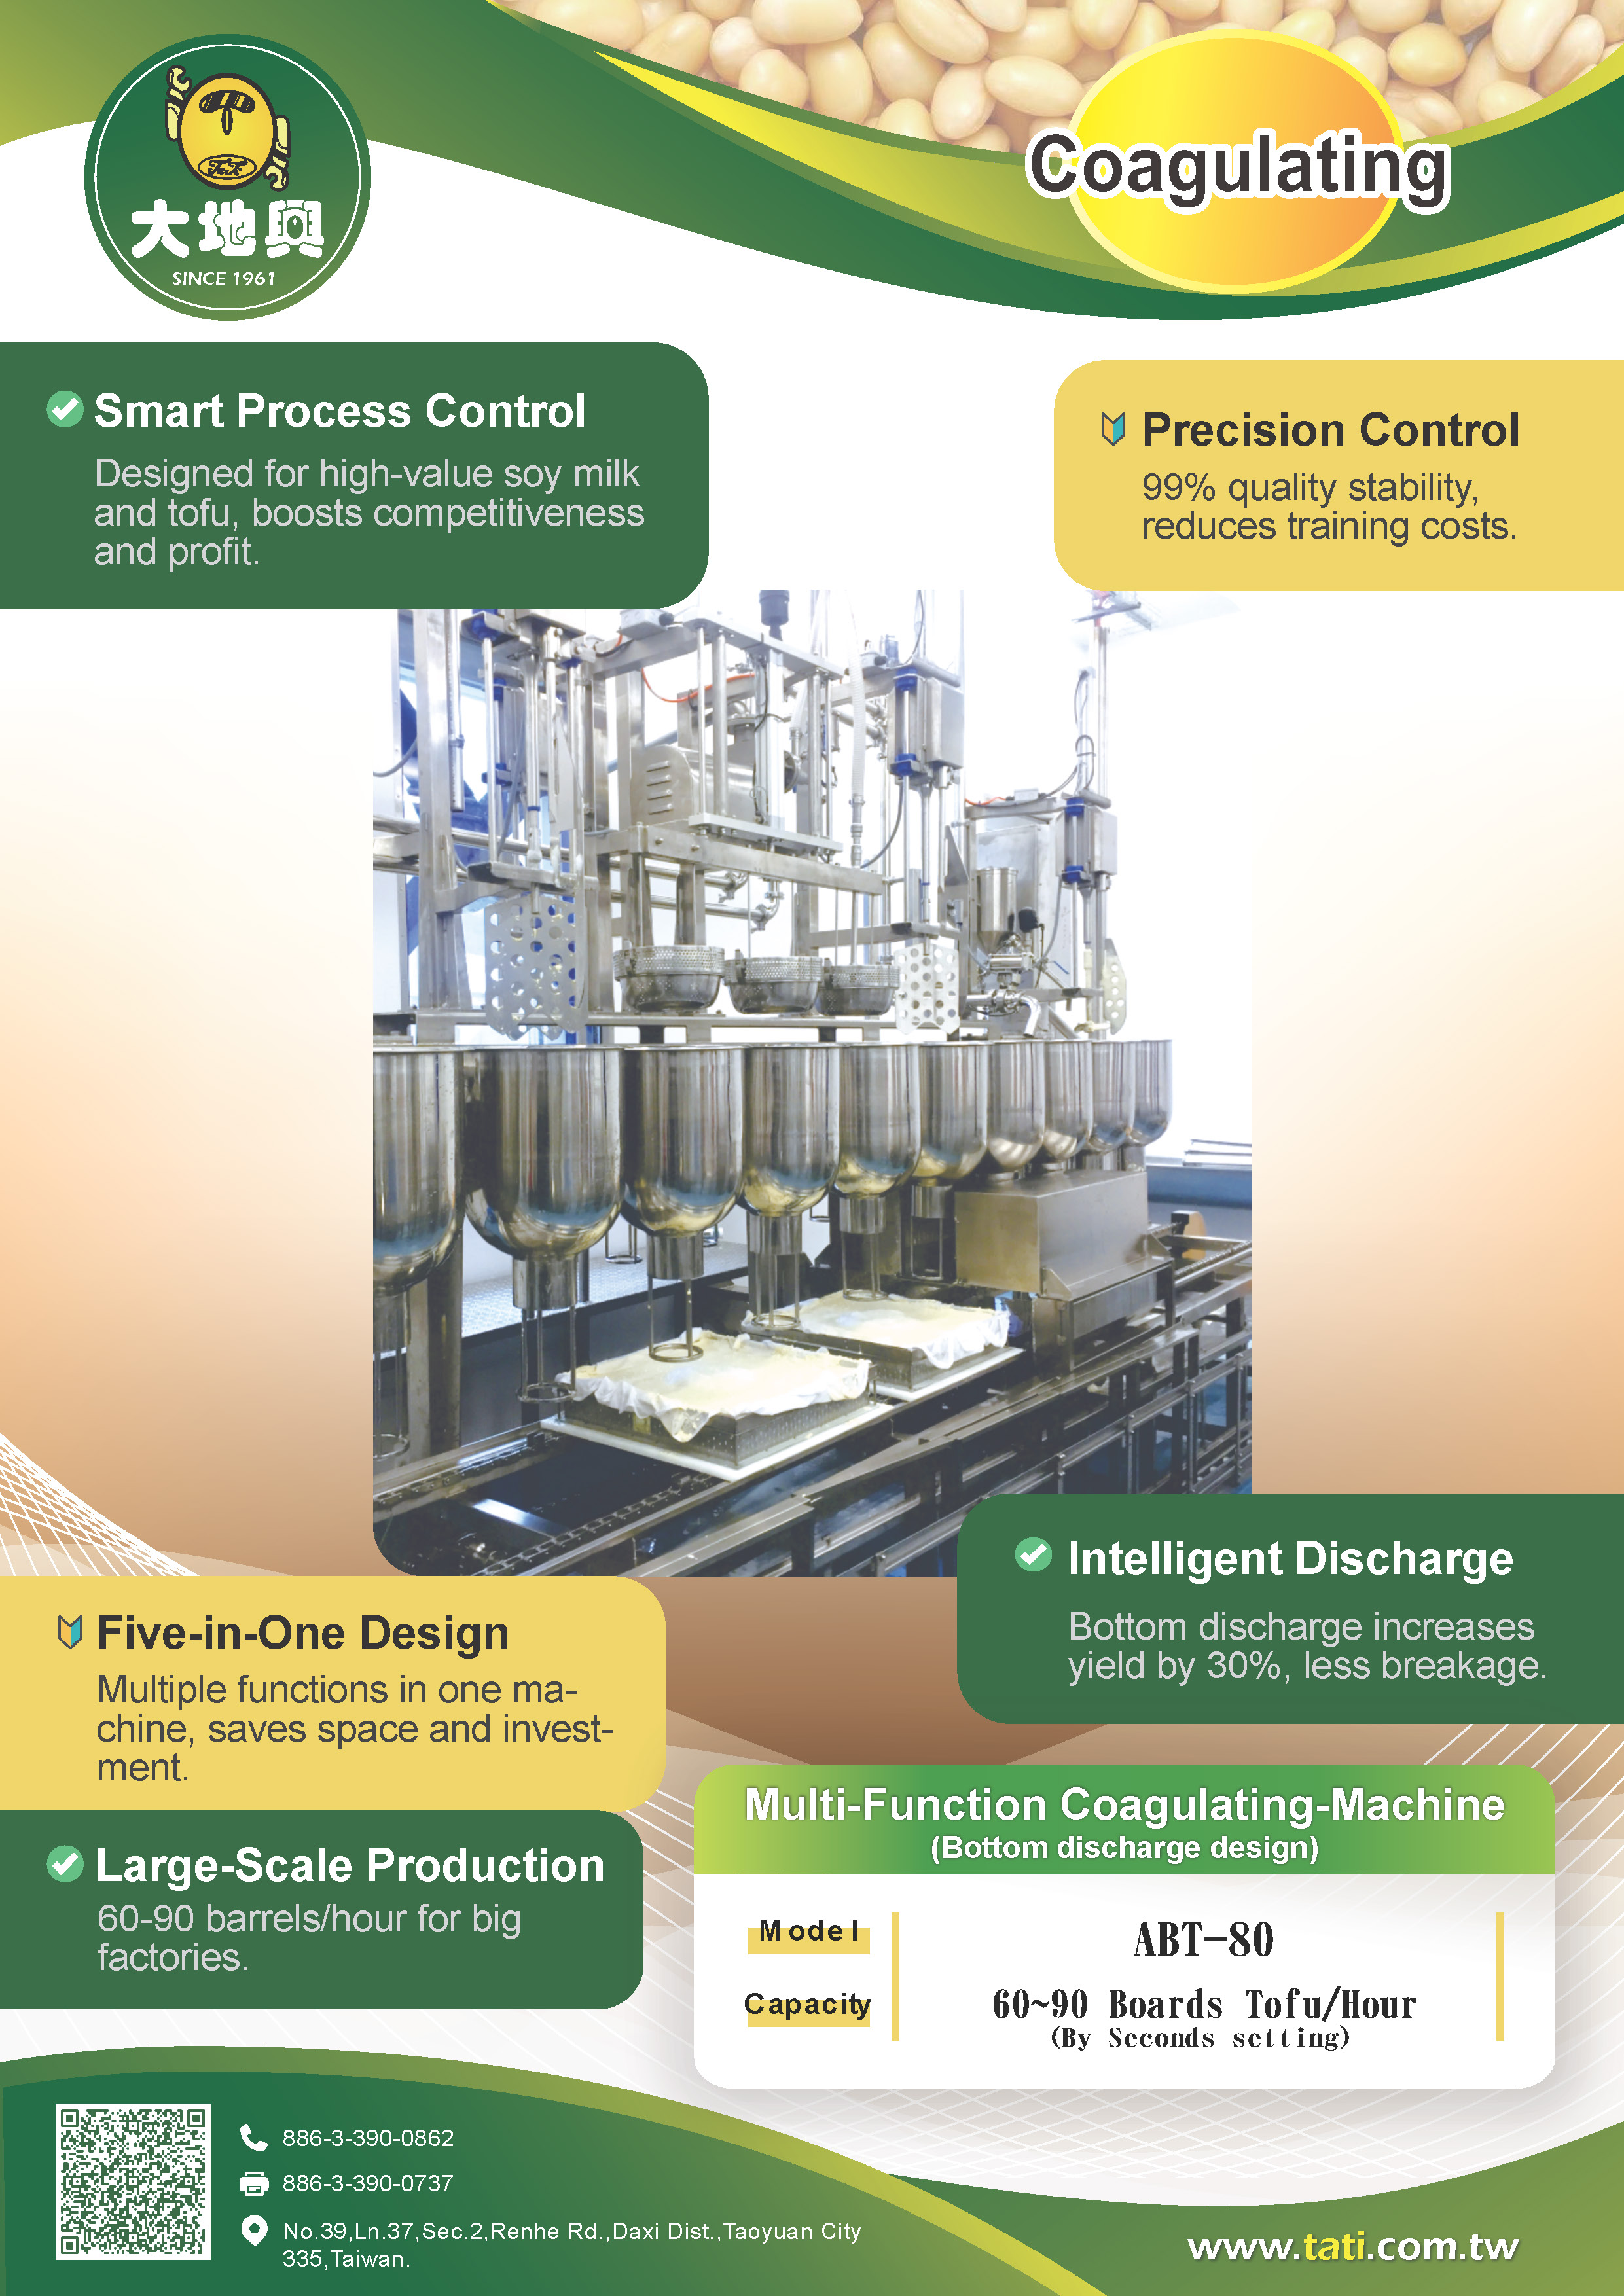 TaTi
大地興
SINCE 1961
Coagulating
Smart Process Control
Designed for high-value soy milk
and tofu, boosts competitiveness
and profit.
Precision Control
99% quality stability,
reduces training costs.
Intelligent Discharge
Bottom discharge increases
yield by 30%, less breakage.
Five-in-One Design
Multiple functions in one ma-
chine, saves space and invest-
ment.
Large-Scale Production
60-90 barrels/hour for big
factories.
Multi-Function Coagulating-Machine
(Bottom discharge design)
Model
ABT-80
Capacity
60~90 Boards Tofu/Hour
(By Seconds setting)
886-3-390-0862
886-3-390-0737
No.39,Ln.37,Sec.2,Renhe Rd.,Daxi Dist.,Taoyuan City
335,Taiwan.
www.tati.com.tw